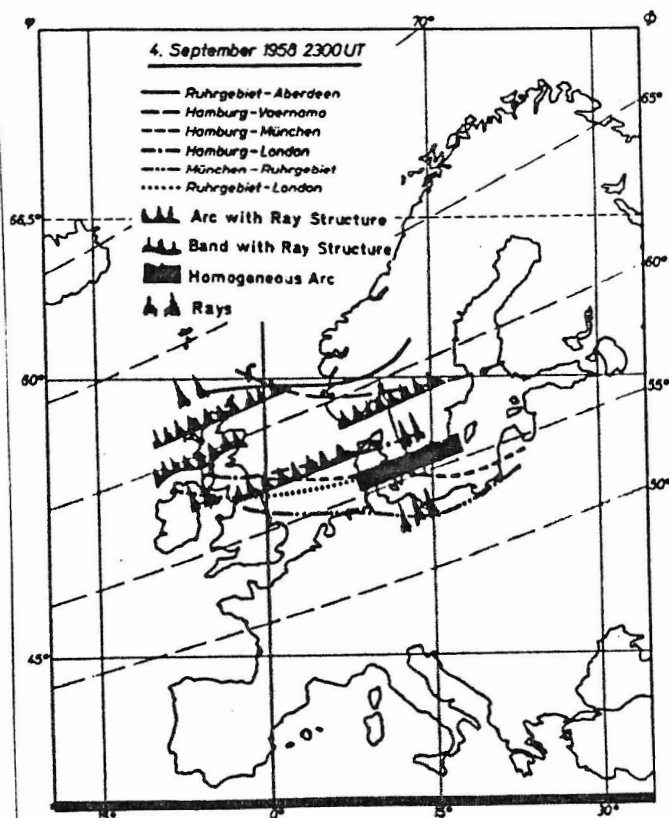 φ
70°
Φ
4. September 1958 2300 UT
Ruhrgebiet-Aberdeen
Hamburg-Vaernamo
Hamburg-München
Hamburg-London
München-Ruhrgebiet
Ruhrgebiet-London
Arc with Ray Structure
Band with Ray Structure
Homogeneous Arc
Rays
65°
66,5°
60°
60°
55°
50°
45°
0°
15°
30°